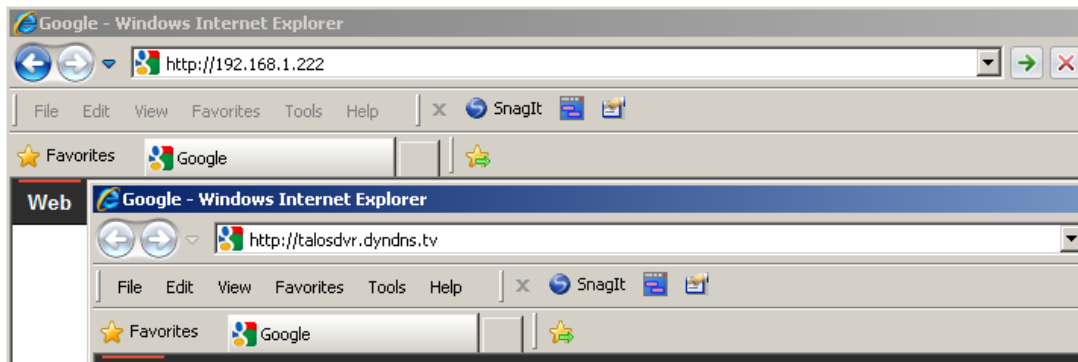 Google - Windows Internet Explorer
http://192.168.1.222
File Edit View Favorites Tools Help x SnagIt
Favorites Google
Web
Google - Windows Internet Explorer
http://talosdvr.dyndns.tv
File Edit View Favorites Tools Help x SnagIt
Favorites Google